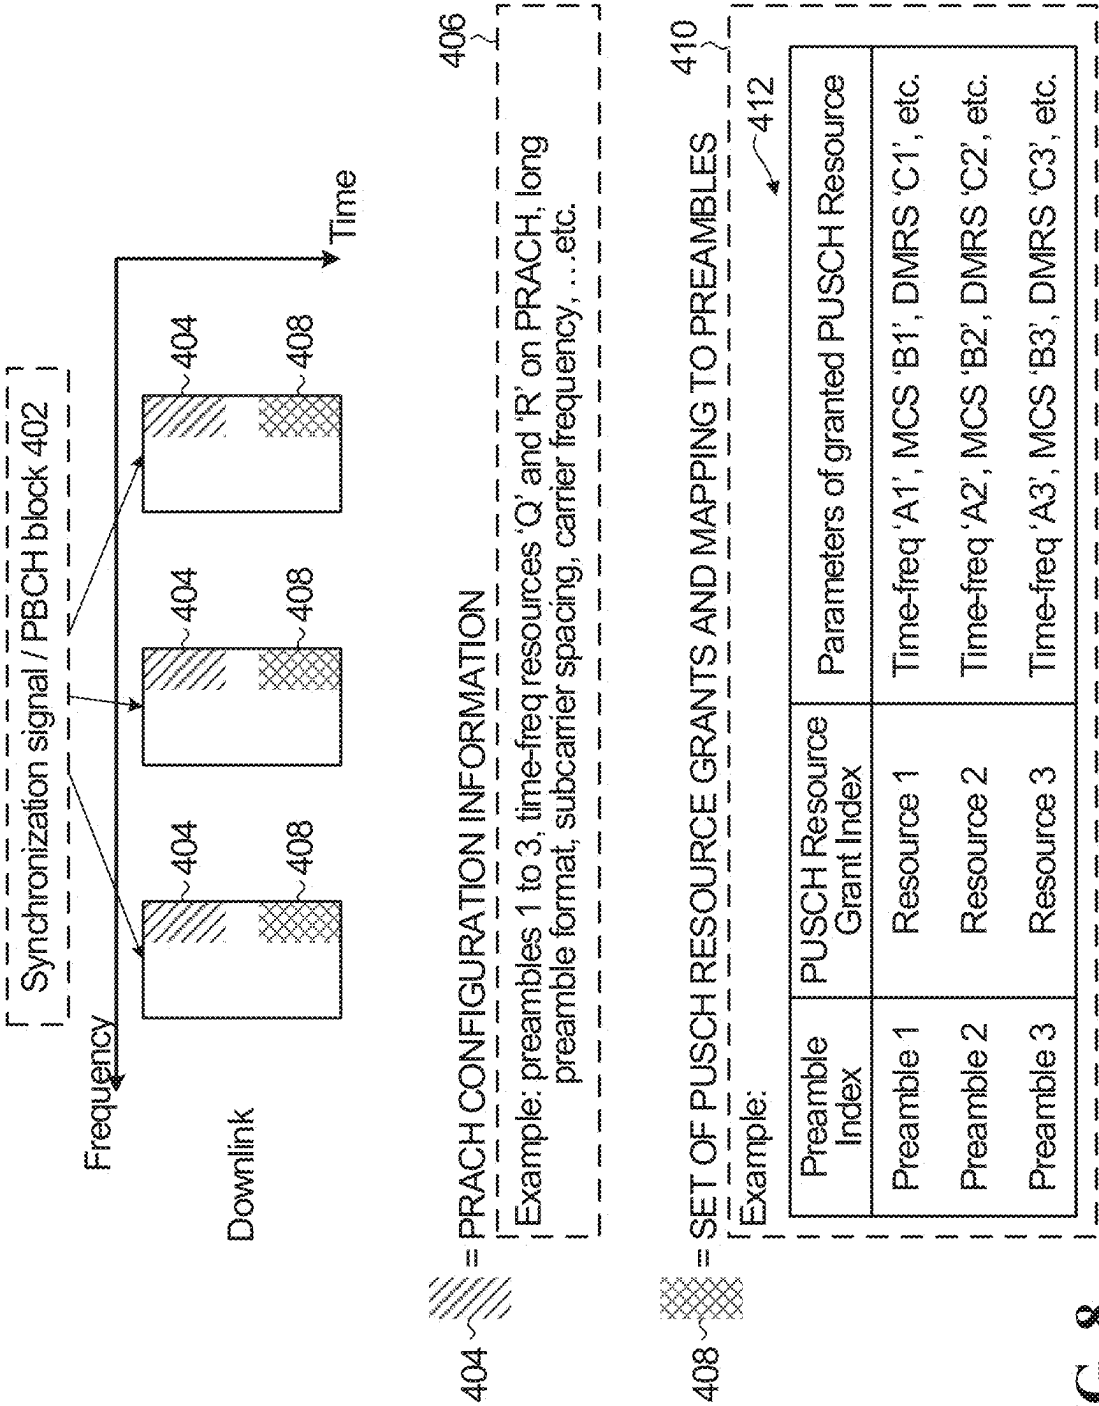 Synchronization signal / PBCH block 402
Frequency
Time
Downlink
404
404
404
408
408
408
404
= PRACH CONFIGURATION INFORMATION
406
Example: preambles 1 to 3, time-freq resources 'Q' and 'R' on PRACH, long
preamble format, subcarrier spacing, carrier frequency, …etc.
408
= SET OF PUSCH RESOURCE GRANTS AND MAPPING TO PREAMBLES
410
Example:
412
Preamble Index
PUSCH Resource Grant Index
Parameters of granted PUSCH Resource
Preamble 1
Resource 1
Time-freq 'A1', MCS 'B1', DMRS 'C1', etc.
Preamble 2
Resource 2
Time-freq 'A2', MCS 'B2', DMRS 'C2', etc.
Preamble 3
Resource 3
Time-freq 'A3', MCS 'B3', DMRS 'C3', etc.